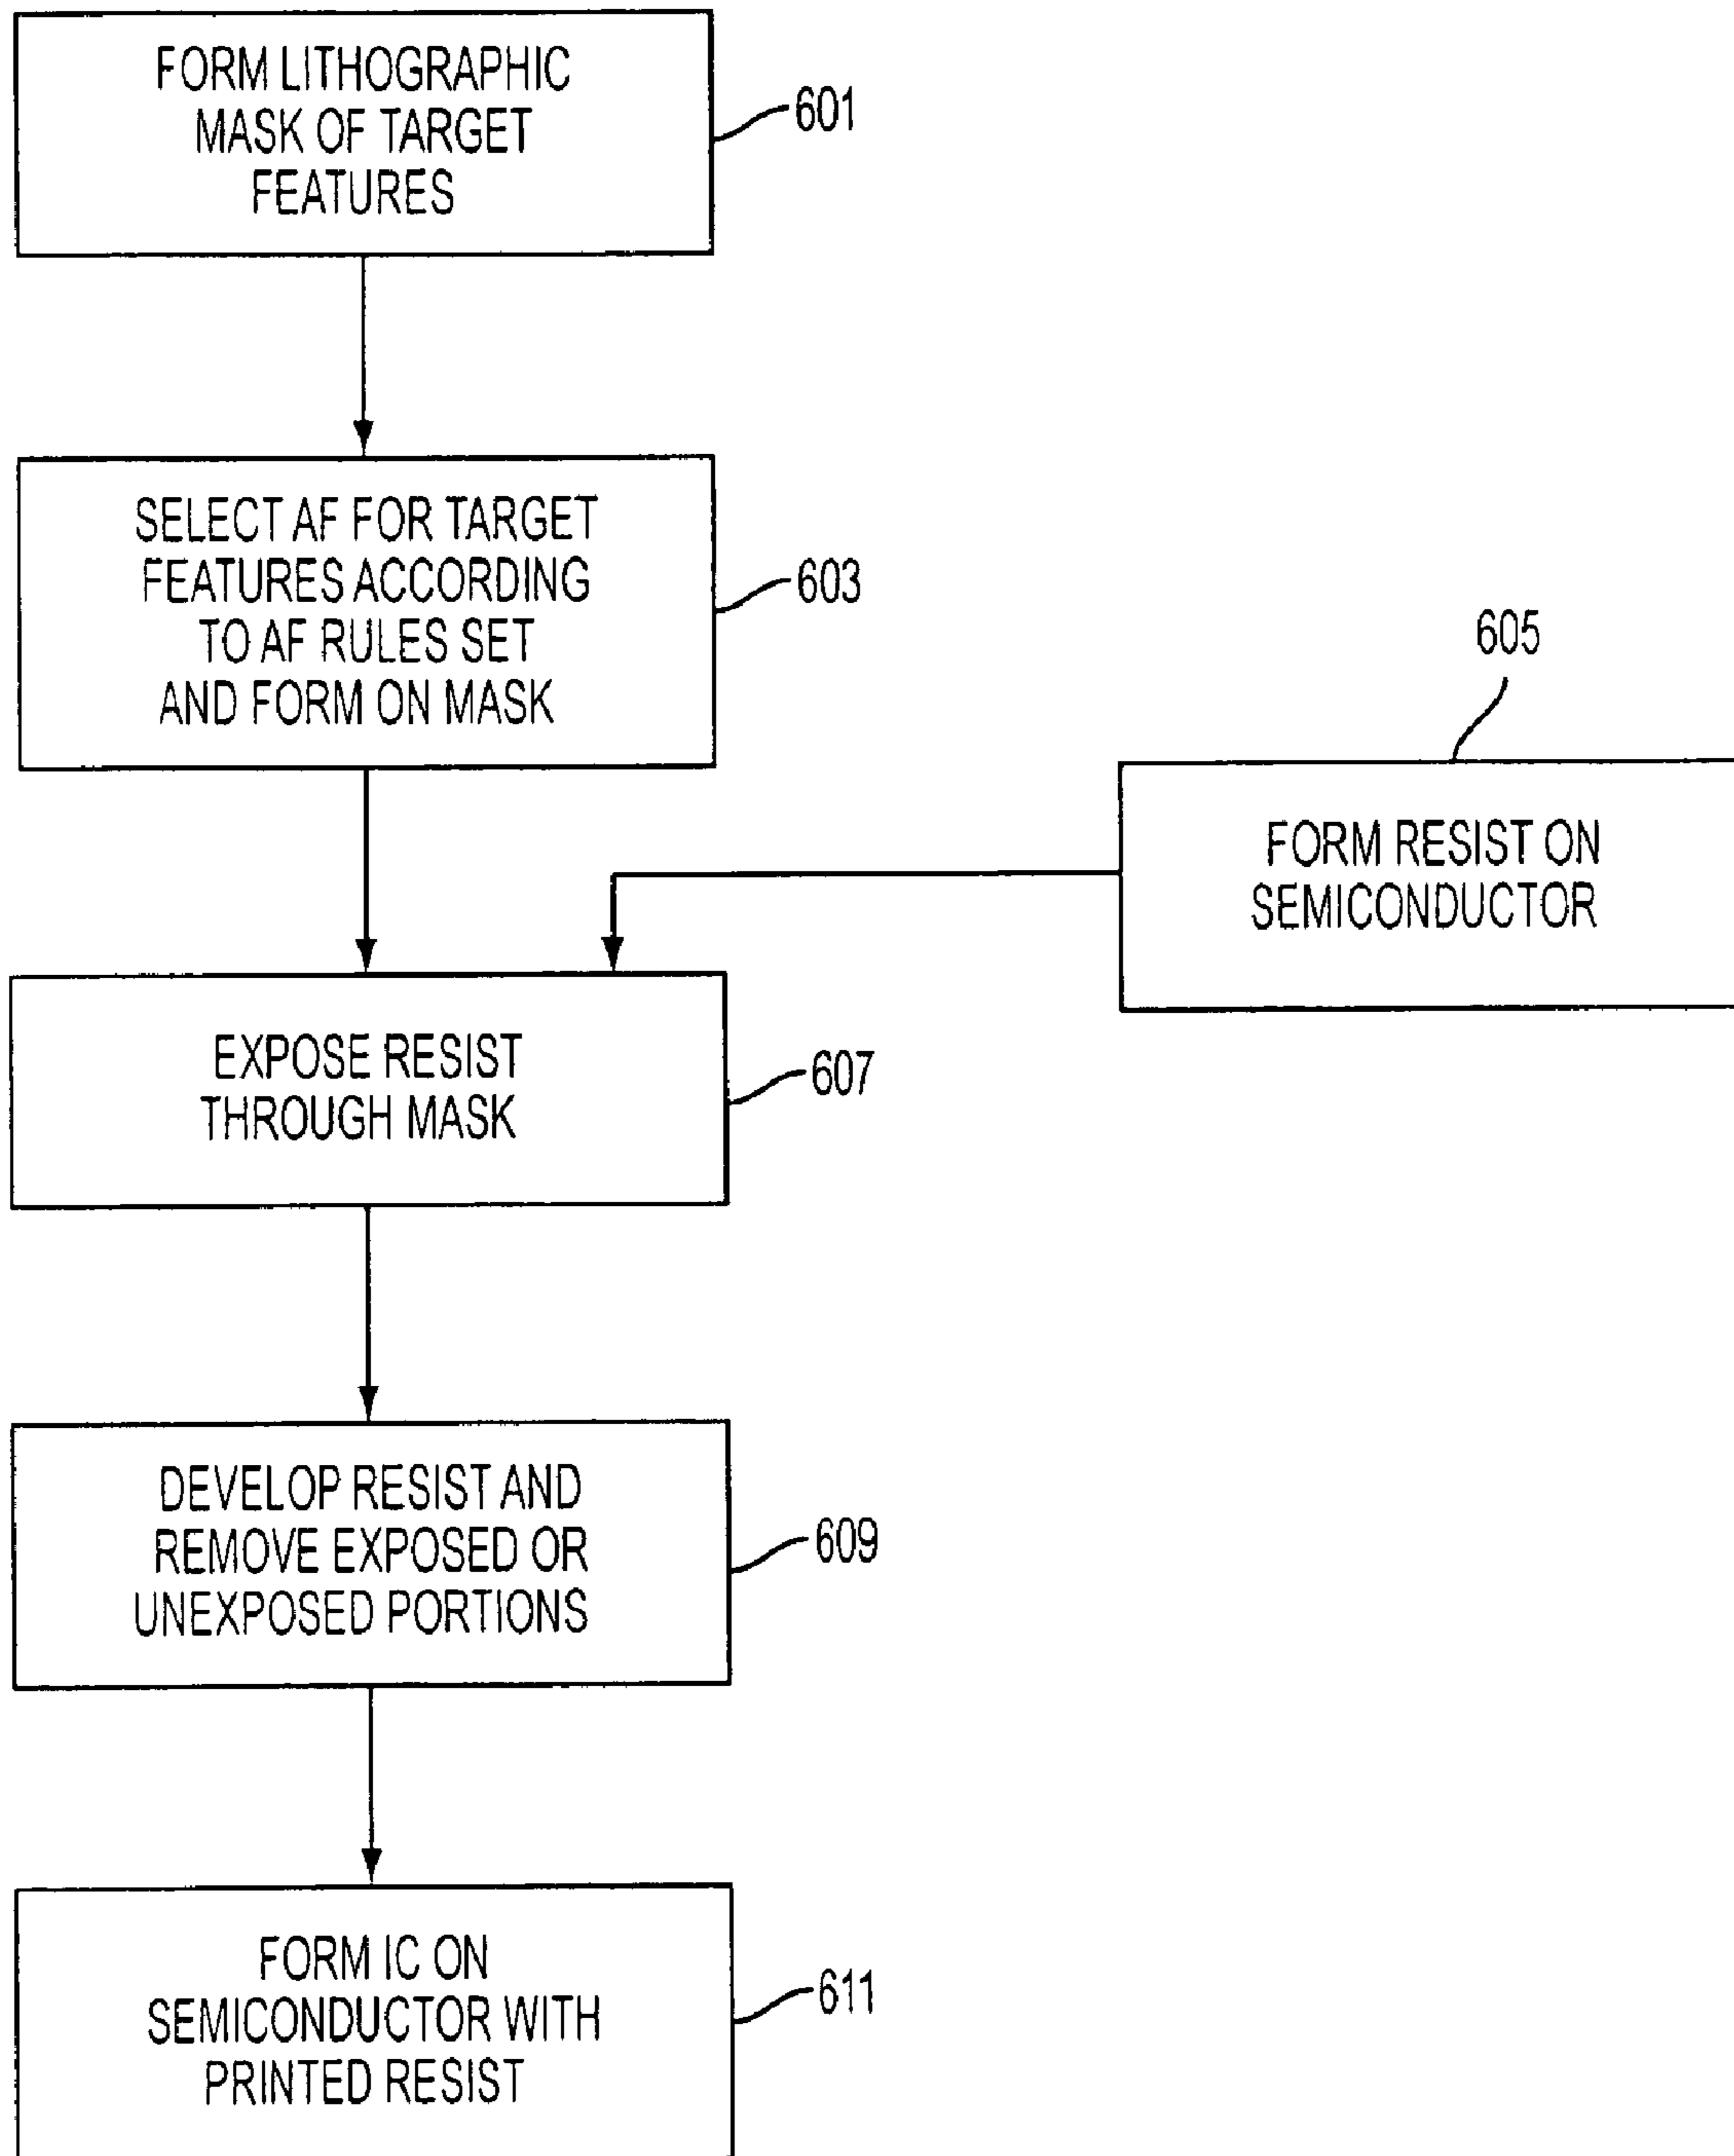 FORM LITHOGRAPHIC
MASK OF TARGET
FEATURES
601
SELECT AF FOR TARGET
FEATURES ACCORDING
TO AF RULES SET
AND FORM ON MASK
603
605
FORM RESIST ON
SEMICONDUCTOR
EXPOSE RESIST
THROUGH MASK
607
DEVELOP RESIST AND
REMOVE EXPOSED OR
UNEXPOSED PORTIONS
609
FORM IC ON
SEMICONDUCTOR WITH
PRINTED RESIST
611